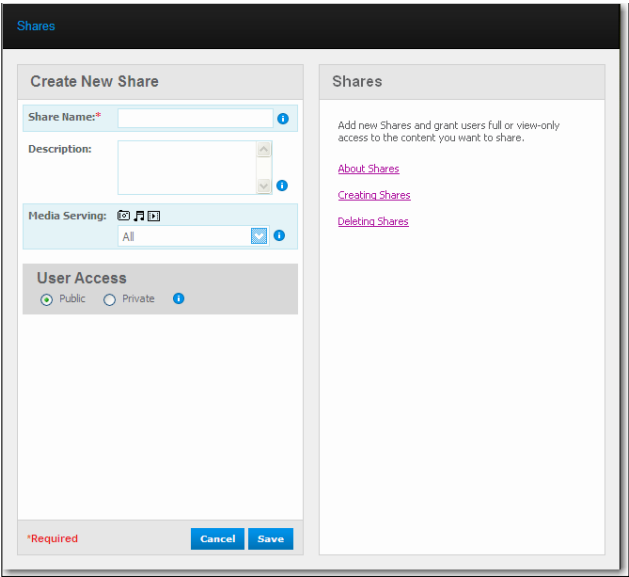 Shares
Create New Share
Share Name:*
Description:
Media Serving:
All
User Access
Public Private
*Required
Cancel Save
Shares
Add new Shares and grant users full or view-only
access to the content you want to share.
About Shares
Creating Shares
Deleting Shares